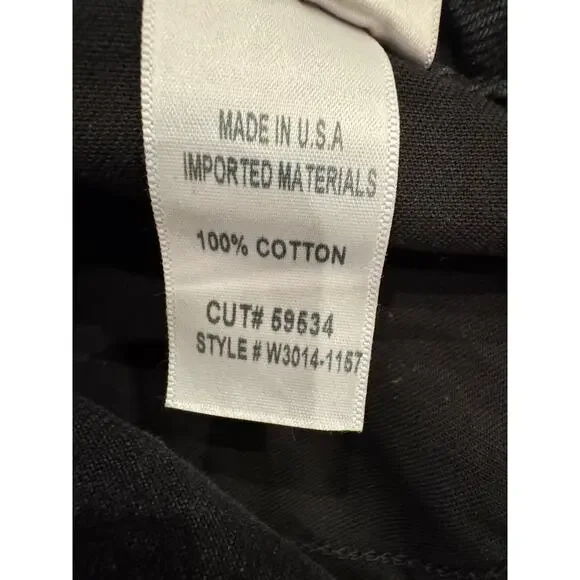 MADE IN U.S.A
IMPORTED MATERIALS
100% COTTON
CUT# 59534
STYLE # W3014-1157